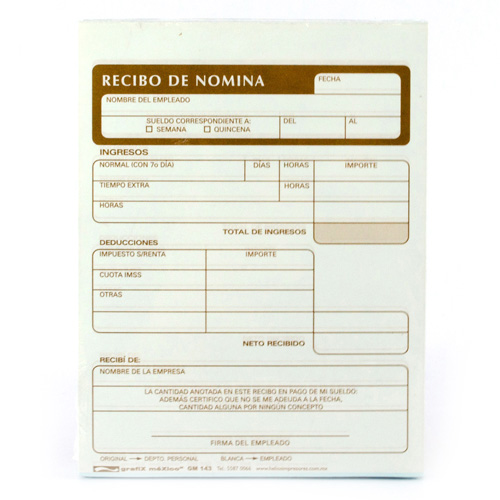 RECIBO DE NOMINA
FECHA
NOMBRE DEL EMPLEADO
SUELDO CORRESPONDIENTE A:
DEL
AL
SEMANA
QUINCENA
INGRESOS
NORMAL (CON 7o DÍA)
DÍAS
HORAS
IMPORTE
TIEMPO EXTRA
HORAS
HORAS
TOTAL DE INGRESOS
DEDUCCIONES
IMPUESTO S/RENTA
IMPORTE
CUOTA IMSS
OTRAS
NETO RECIBIDO
RECIBÍ DE:
NOMBRE DE LA EMPRESA
LA CANTIDAD ANOTADA EN ESTE RECIBO EN PAGO DE MI SUELDO.
ADEMÁS CERTIFICO QUE NO SE ME ADEUDA A LA FECHA,
CANTIDAD ALGUNA POR NINGÚN CONCEPTO
FIRMA DEL EMPLEADO
ORIGINAL → DEPTO. PERSONAL BLANCA → EMPLEADO
GM 143